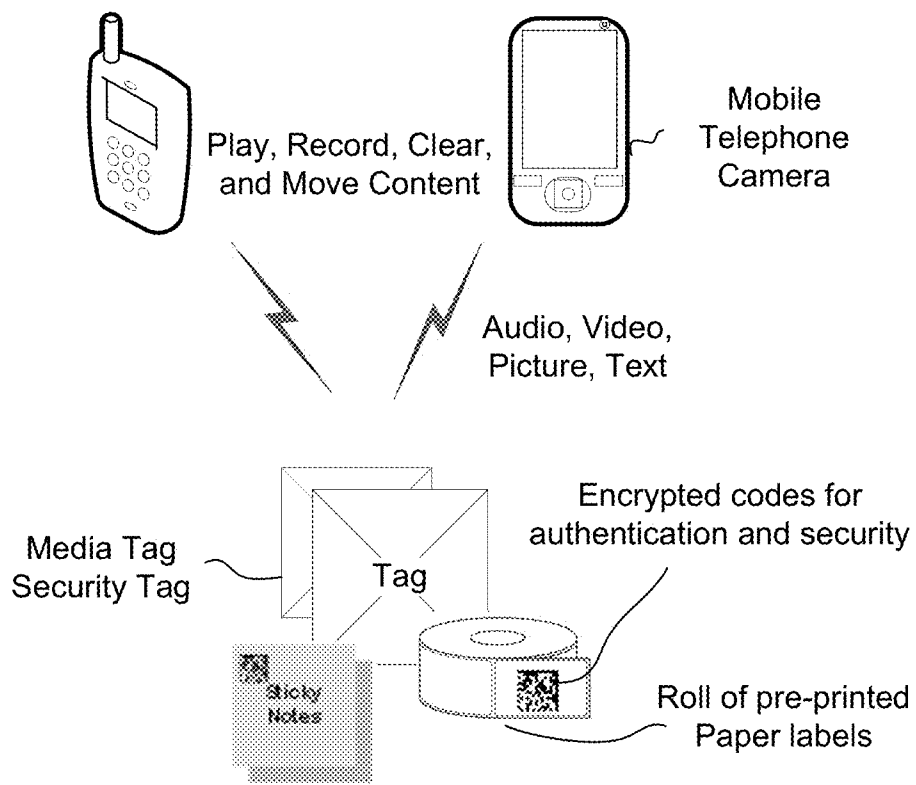 Mobile
Telephone
Camera
Play, Record, Clear,
and Move Content
Audio, Video,
Picture, Text
Encrypted codes for
authentication and security
Media Tag
Security Tag
Tag
Sticky
Notes
Roll of pre-printed
Paper labels